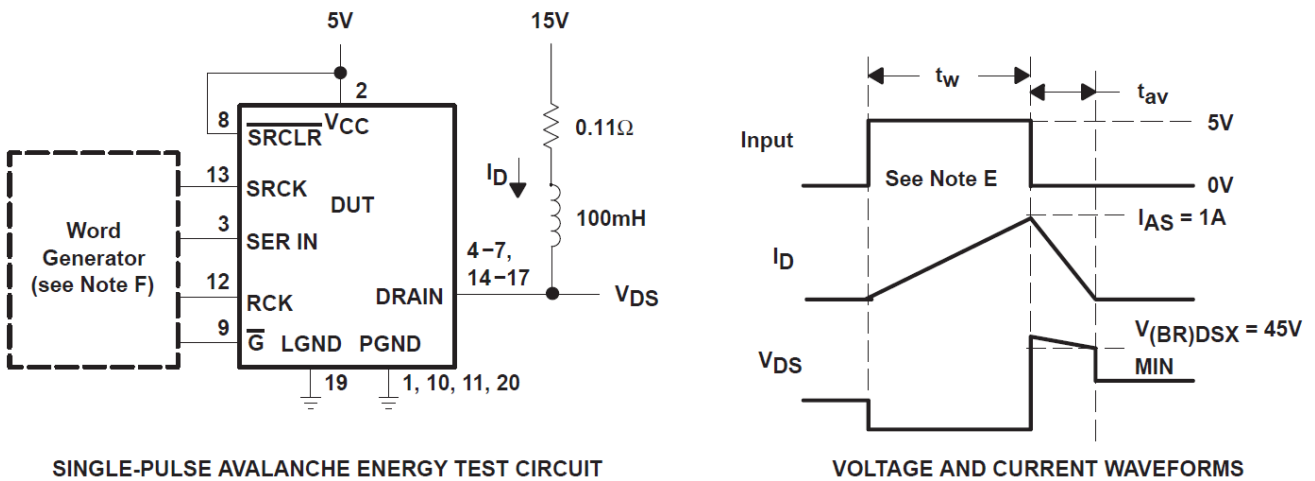 5V
15V
2
8
SRCLR
VCC
0.11Ω
ID
13
SRCK
DUT
100mH
Word
Generator
(see Note F)
3
SER IN
4−7,
14−17
12
RCK
DRAIN
VDS
9
G
LGND
PGND
19
1, 10, 11, 20
SINGLE-PULSE AVALANCHE ENERGY TEST CIRCUIT
tw
tav
Input
5V
See Note E
0V
IAS = 1A
ID
V(BR)DSX = 45V
MIN
VDS
VOLTAGE AND CURRENT WAVEFORMS